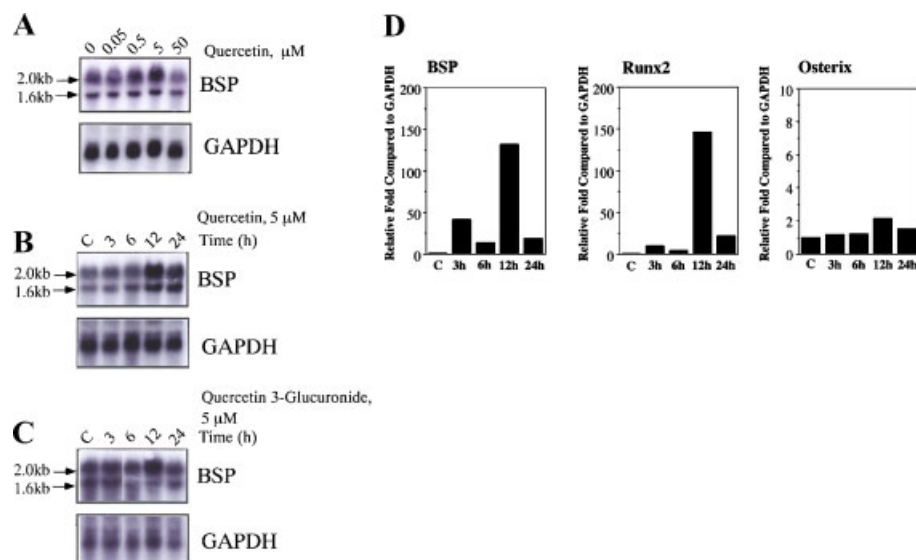 A
0 0.05 0.5 5 50
Quercetin, µM
2.0kb
BSP
1.6kb
GAPDH
B
Quercetin, 5 µM
C 3 6 12 24
Time (h)
2.0kb
BSP
1.6kb
GAPDH
C
Quercetin 3-Glucuronide,
5 µM
C 3 6 12 24
Time (h)
2.0kb
BSP
1.6kb
GAPDH
D
BSP
Relative Fold Compared to GAPDH
200
150
100
50
0
C 3h 6h 12h 24h
Runx2
Relative Fold Compared to GAPDH
200
150
100
50
0
C 3h 6h 12h 24h
Osterix
Relative Fold Compared to GAPDH
10
8
6
4
2
0
C 3h 6h 12h 24h